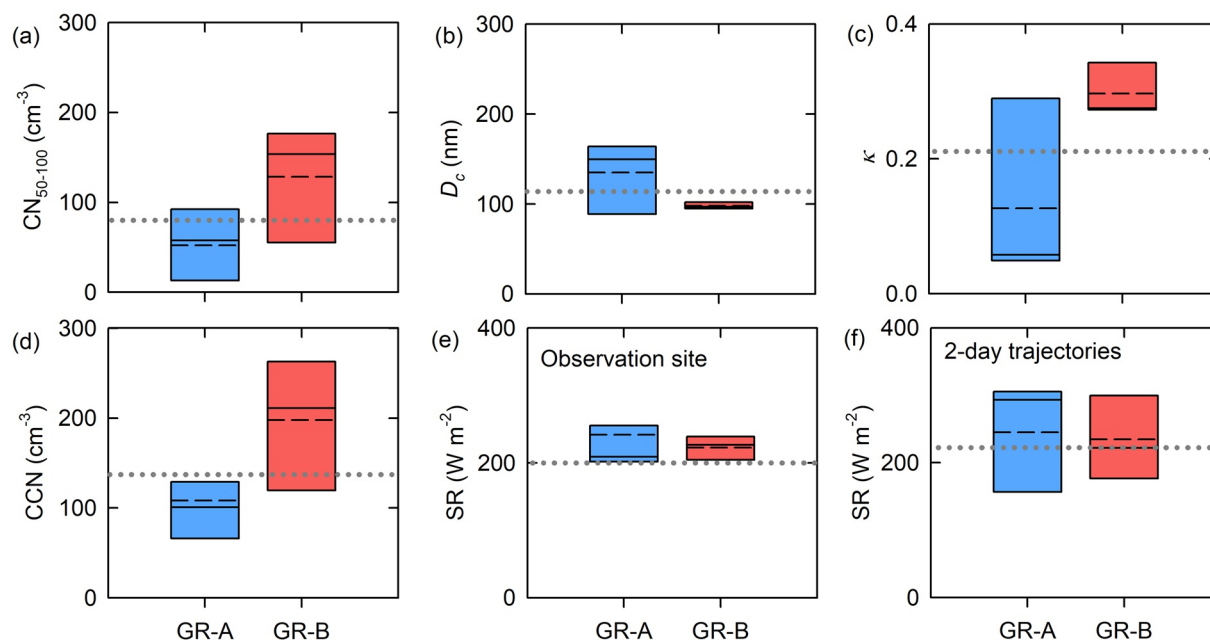 (a)
CN50-100 (cm-3)
300
200
100
0
(b)
Dc (nm)
300
200
100
0
(c)
κ
0.4
0.2
0.0
(d)
CCN (cm-3)
300
200
100
0
GR-A GR-B
(e)
Observation site
SR (W m-2)
400
200
0
GR-A GR-B
(f)
2-day trajectories
SR (W m-2)
400
200
0
GR-A GR-B